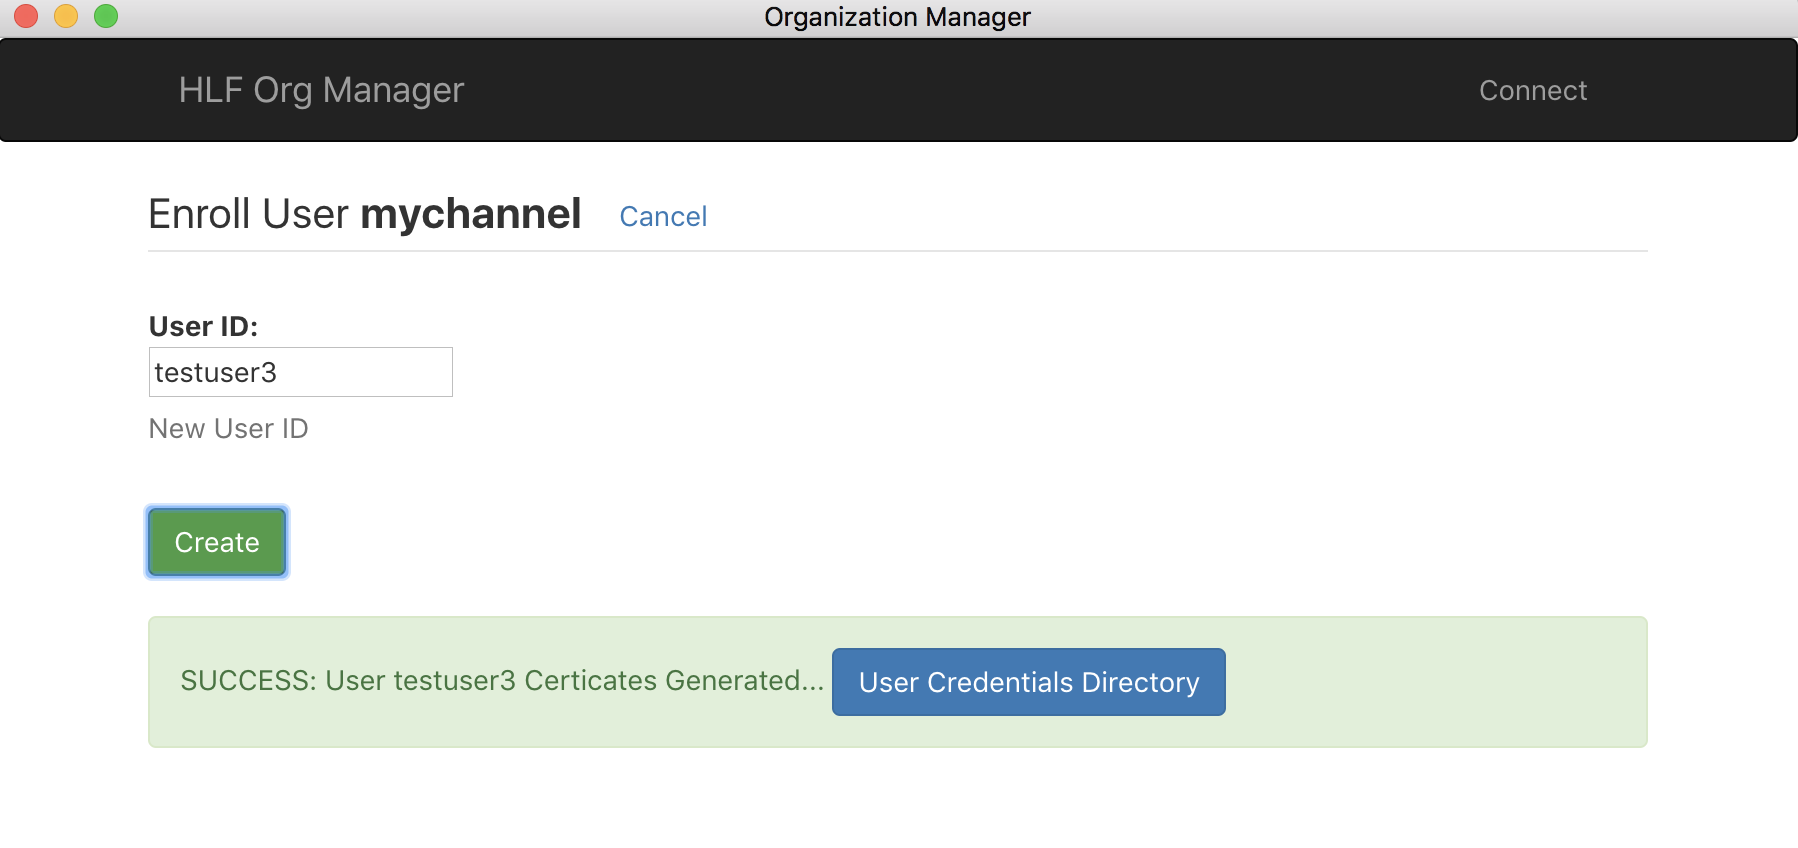 Organization Manager
HLF Org Manager Connect
Enroll User mychannel Cancel
User ID:
testuser3
New User ID
Create
SUCCESS: User testuser3 Certicates Generated... User Credentials Directory